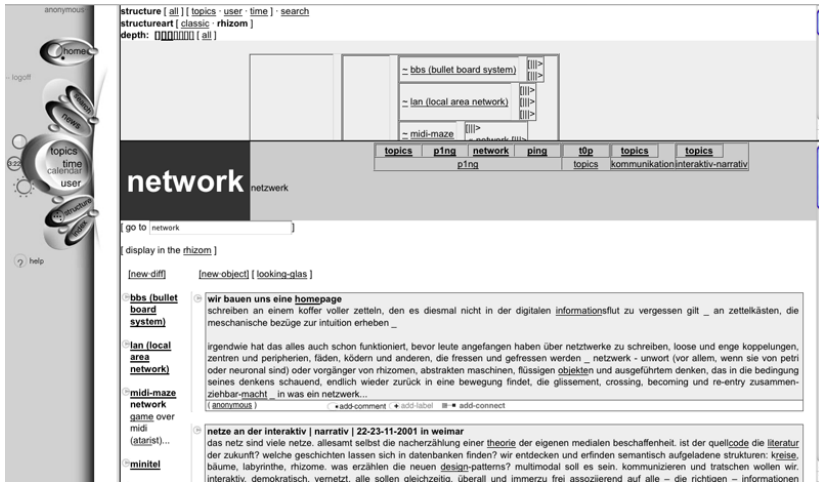 anonymous
home
- logoff
search
news
topics
time
3:22
calendar
user
structure
index
? help
structure [ all ] [ topics · user · time ] · search
structureart [ classic · rhizom ]
depth: [][][][][][][] [ all ]
~ bbs (bullet board system) [|||>
[|||>
~ lan (local area network) [|||>
[|||>
[|||>
~ midi-maze [|||>
~ network [|||>
topics p1ng network ping t0p topics topics
p1ng topics kommunikation interaktiv-narrativ
network netzwerk
[ go to network ]
[ display in the rhizom ]
[new·diff] [new·object] [ looking-glas ]
bbs (bullet
board
system)
lan (local
area
network)
midi-maze
network
game over
midi
(atarist)...
minitel
wir bauen uns eine homepage
schreiben an einem koffer voller zetteln, den es diesmal nicht in der digitalen informationsflut zu vergessen gilt _ an zettelkästen, die
meschanische bezüge zur intuition erheben _
irgendwie hat das alles auch schon funktioniert, bevor leute angefangen haben über netztwerke zu schreiben, loose und enge koppelungen,
zentren und peripherien, fäden, ködern und anderen, die fressen und gefressen werden _ netzwerk - unwort (vor allem, wenn sie von petri
oder neuronal sind) oder vorgänger von rhizomen, abstrakten maschinen, flüssigen objekten und ausgeführtem denken, das in die bedingung
seines denkens schauend, endlich wieder zurück in eine bewegung findet, die glissement, crossing, becoming und re-entry zusammen-
ziehbar-macht _ in was ein netzwerk...
( anonymous ) add-comment ( + add-label add-connect
netze an der interaktiv | narrativ | 22-23-11-2001 in weimar
das netz sind viele netze. allesamt selbst die nacherzählung einer theorie der eigenen medialen beschaffenheit. ist der quellcode die literatur
der zukunft? welche geschichten lassen sich in datenbanken finden? wir entdecken und erfinden semantisch aufgeladene strukturen: kreise,
bäume, labyrinthe, rhizome. was erzählen die neuen design-patterns? multimodal soll es sein. kommunizieren und tratschen wollen wir.
interaktiv, demokratisch, vernetzt, alle sollen gleichzeitig, überall und immerzu frei assoziierend auf alle – die richtigen – informationen